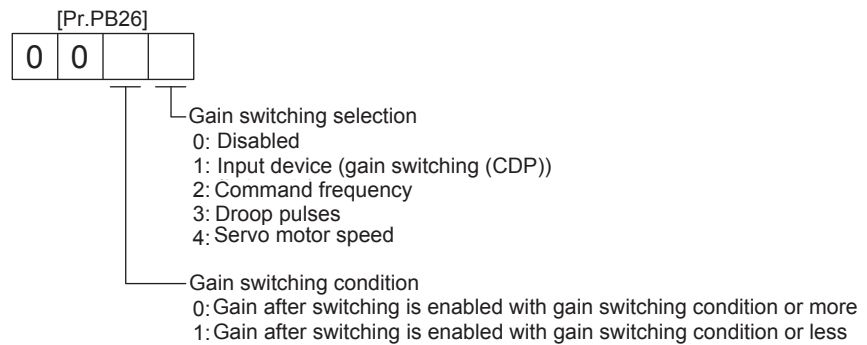 [Pr.PB26]
0 0
Gain switching selection
0: Disabled
1: Input device (gain switching (CDP))
2: Command frequency
3: Droop pulses
4: Servo motor speed
Gain switching condition
0: Gain after switching is enabled with gain switching condition or more
1: Gain after switching is enabled with gain switching condition or less